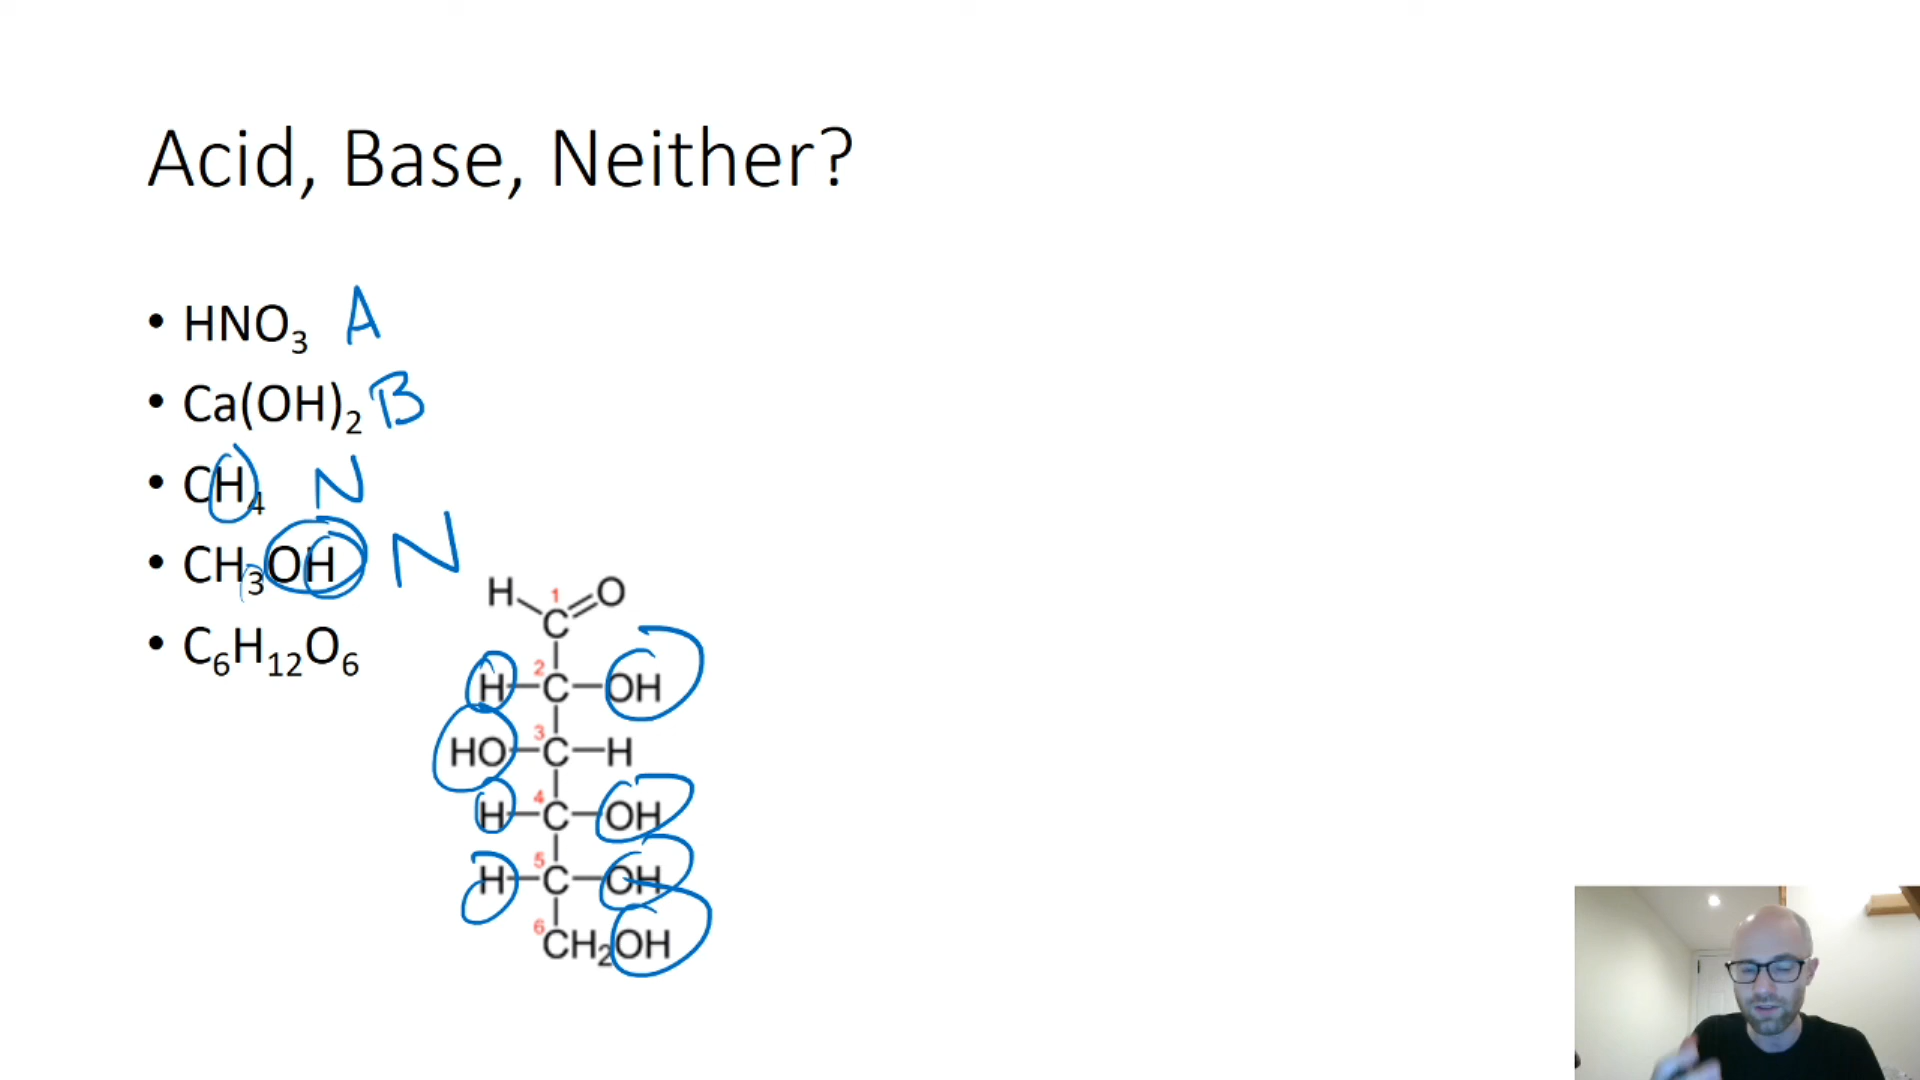 Acid, Base, Neither?
• HNO₃ A
• Ca(OH)₂ B
• CH₄ N
• CH₃OH N
• C₆H₁₂O₆
H 1 O
C
2
H C OH
3
HO C H
4
H C OH
5
H C OH
6
CH₂OH